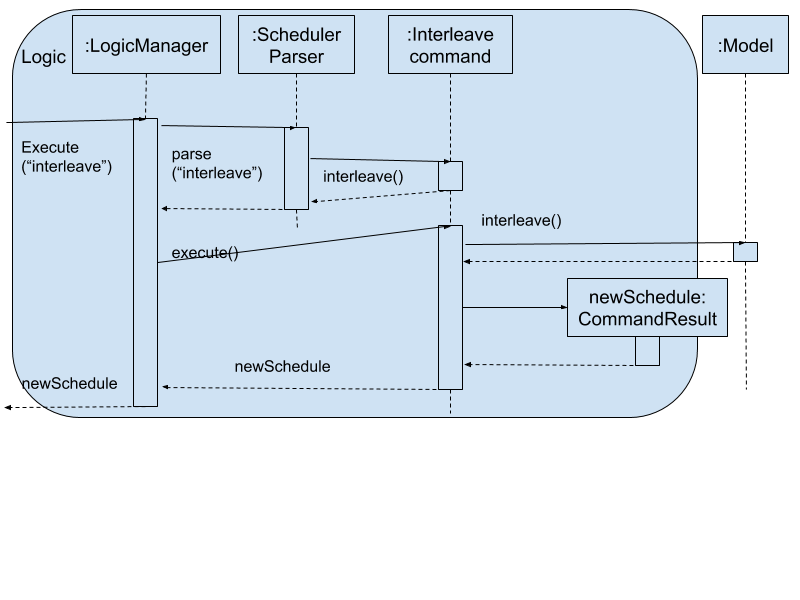 Logic
:LogicManager
:Scheduler
Parser
:Interleave
command
:Model
Execute
(“interleave”)
parse
(“interleave”)
interleave()
interleave()
execute()
newSchedule:
CommandResult
newSchedule
newSchedule